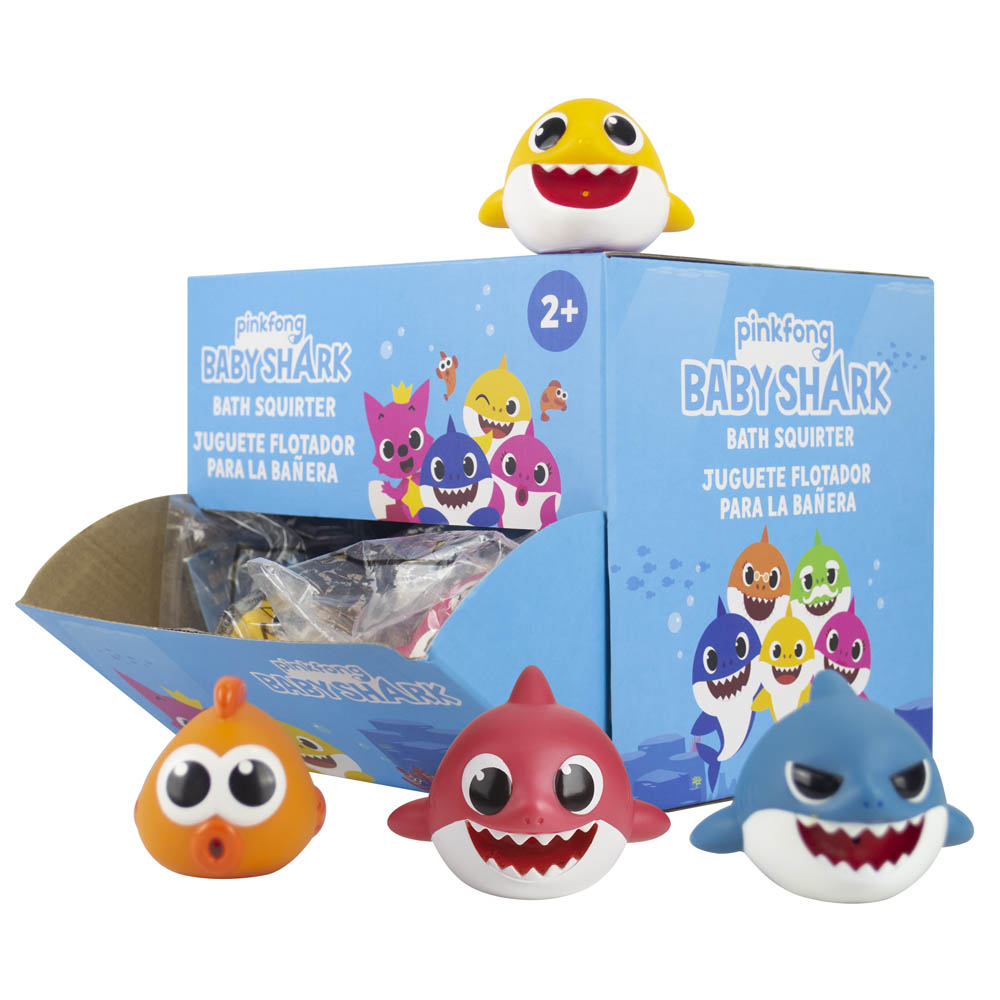 pinkfong
BABY SHARK
BATH SQUIRTER
JUGUETE FLOTADOR
PARA LA BAÑERA
2+
pinkfong
BABY SHARK
BATH SQUIRTER
JUGUETE FLOTADOR
PARA LA BAÑERA
pinkfong
BABY SHARK